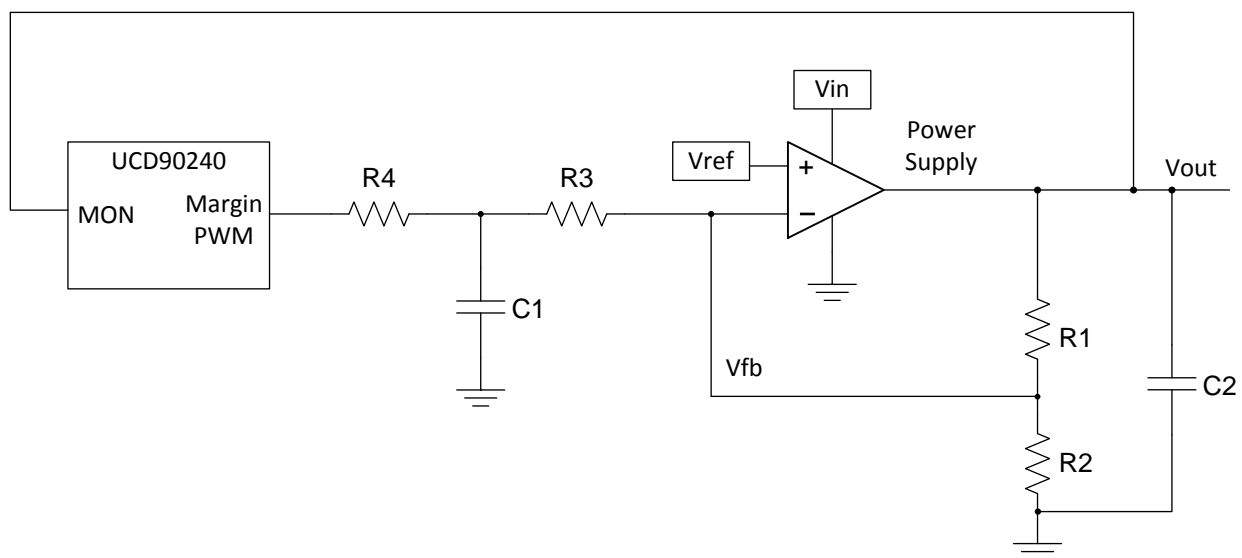 UCD90240
MON
Margin
PWM
R4
C1
R3
Vref
Vin
+
−
Power
Supply
Vout
Vfb
R1
R2
C2